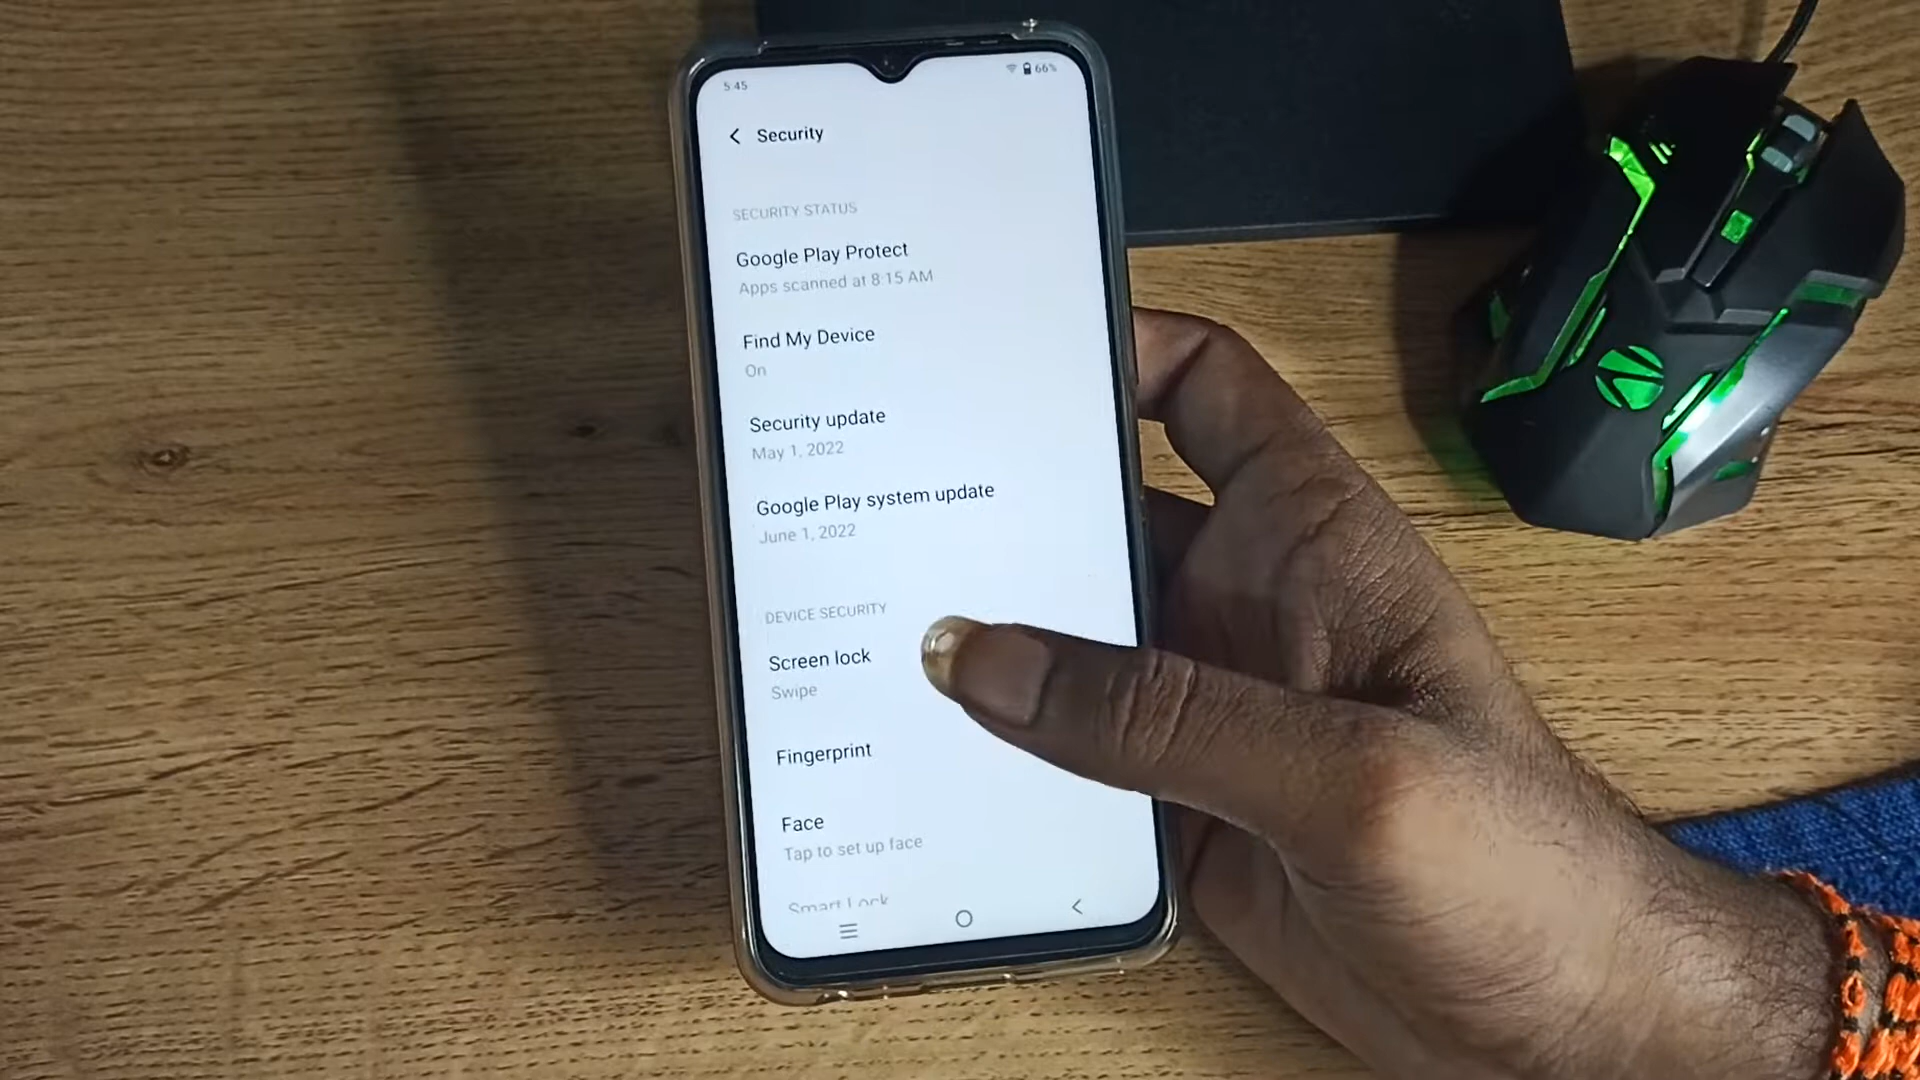 5:45
66%
Security
SECURITY STATUS
Google Play Protect
Apps scanned at 8:15 AM
Find My Device
On
Security update
May 1, 2022
Google Play system update
June 1, 2022
DEVICE SECURITY
Screen lock
Swipe
Fingerprint
Face
Tap to set up face
Smart Lock